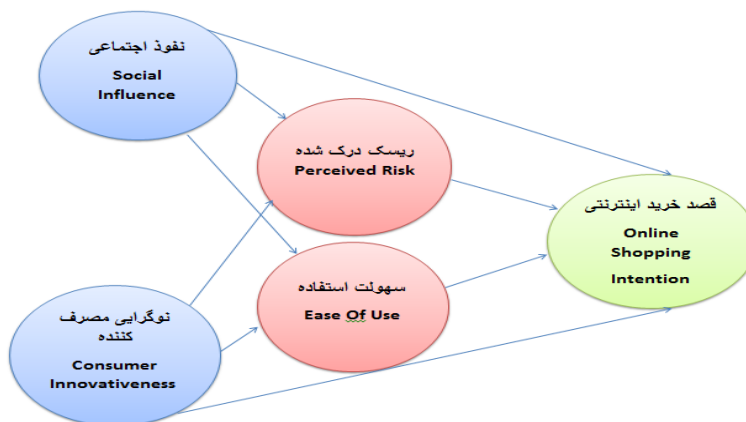 نفوذ اجتماعی
Social
Influence
ریسک درک شده
Perceived Risk
قصد خرید اینترنتی
Online
Shopping
Intention
سهولت استفاده
Ease Of Use
نوگرایی مصرف
کننده
Consumer
Innovativeness